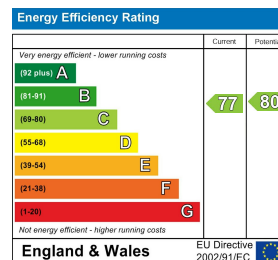 Energy Efficiency Rating
Current
Very energy efficient - lower running costs
(92 plus) A
(81-91) B
(69-80) C
77
80
(55-68) D
(39-54) E
(21-38) F
(1-20) G
Not energy efficient - higher running costs
England & Wales
EU Directive
2002/91/EC